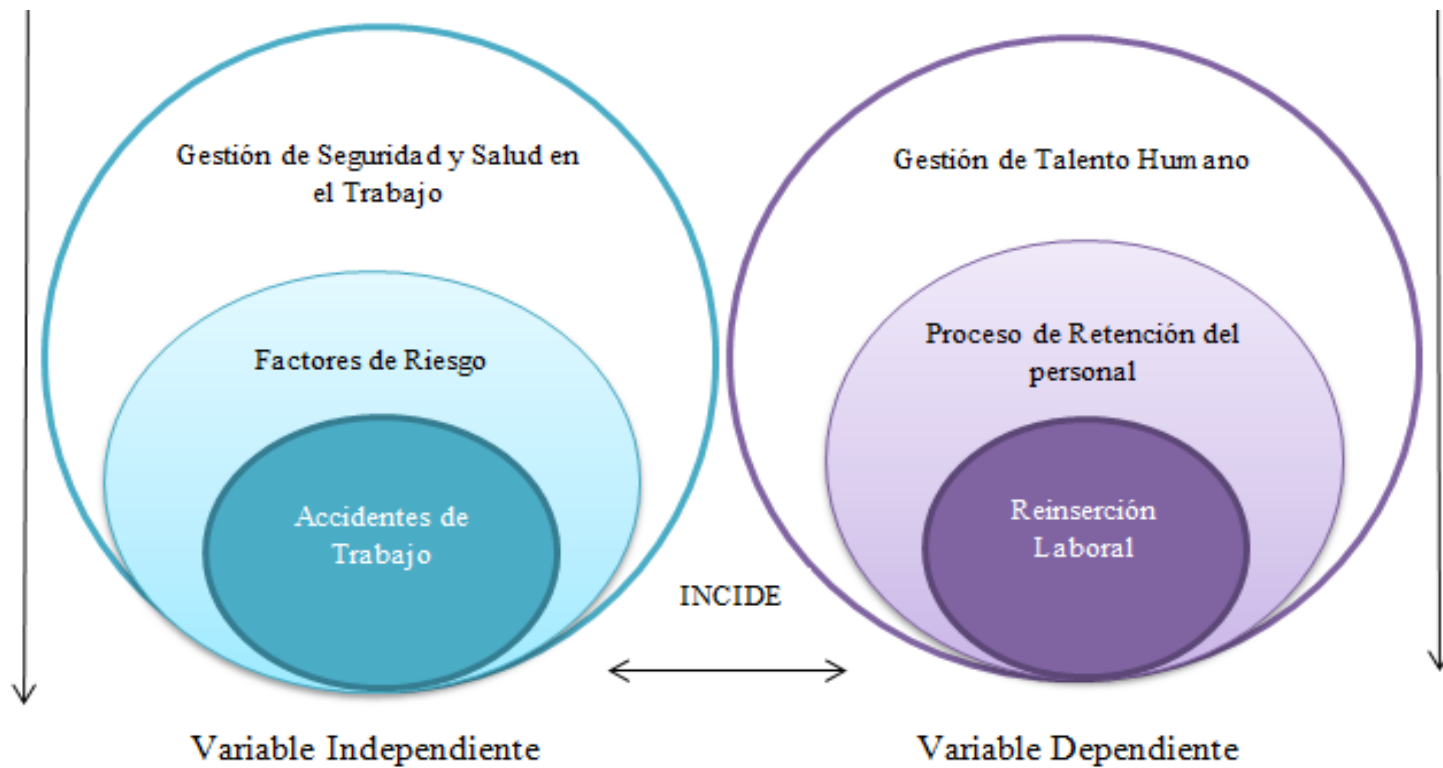 Gestión de Seguridad y Salud en
el Trabajo
Factores de Riesgo
Accidentes de
Trabajo
Gestión de Talento Humano
Proceso de Retención del
personal
Reinserción
Laboral
INCIDE
Variable Independiente
Variable Dependiente